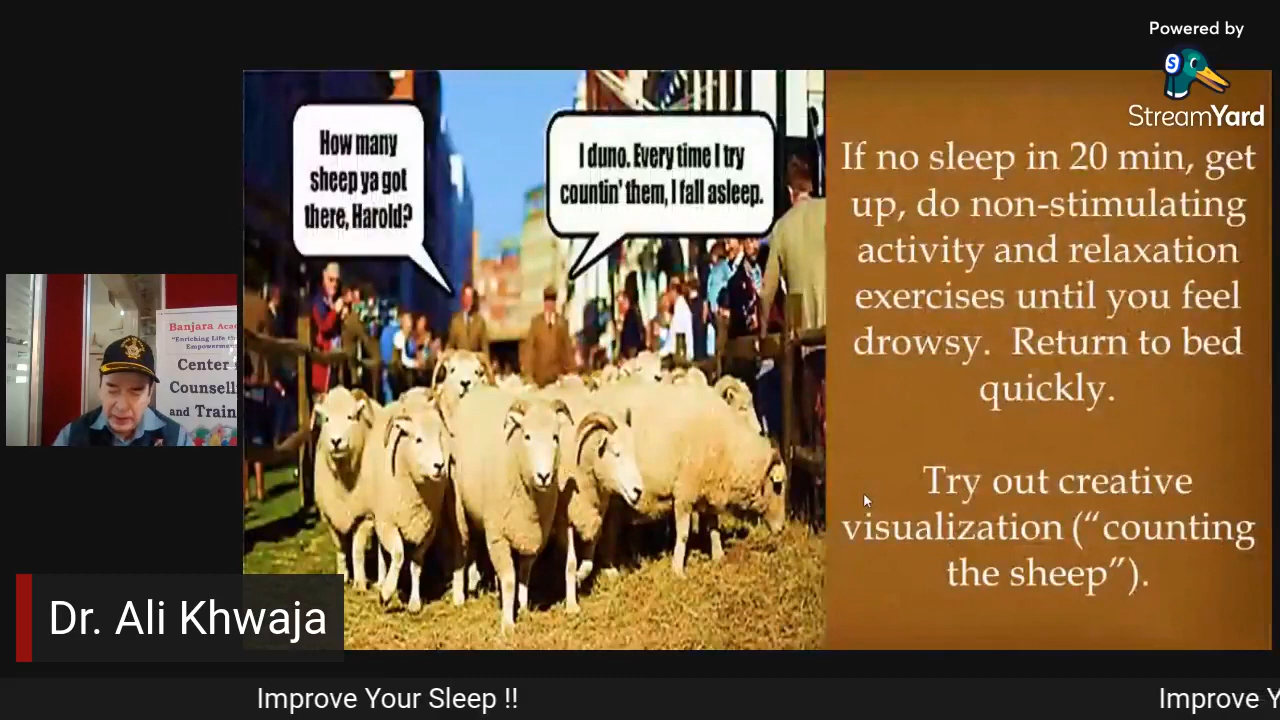 Powered by
StreamYard
How many
sheep ya got
there, Harold?
I duno. Every time I try
countin' them, I fall asleep.
If no sleep in 20 min, get
up, do non-stimulating
activity and relaxation
exercises until you feel
drowsy.  Return to bed
quickly.
Try out creative
visualization (“counting
the sheep”).
Banjara
"Enriching Life
Center
and
Dr. Ali Khwaja
Improve Your Sleep !!
Improve